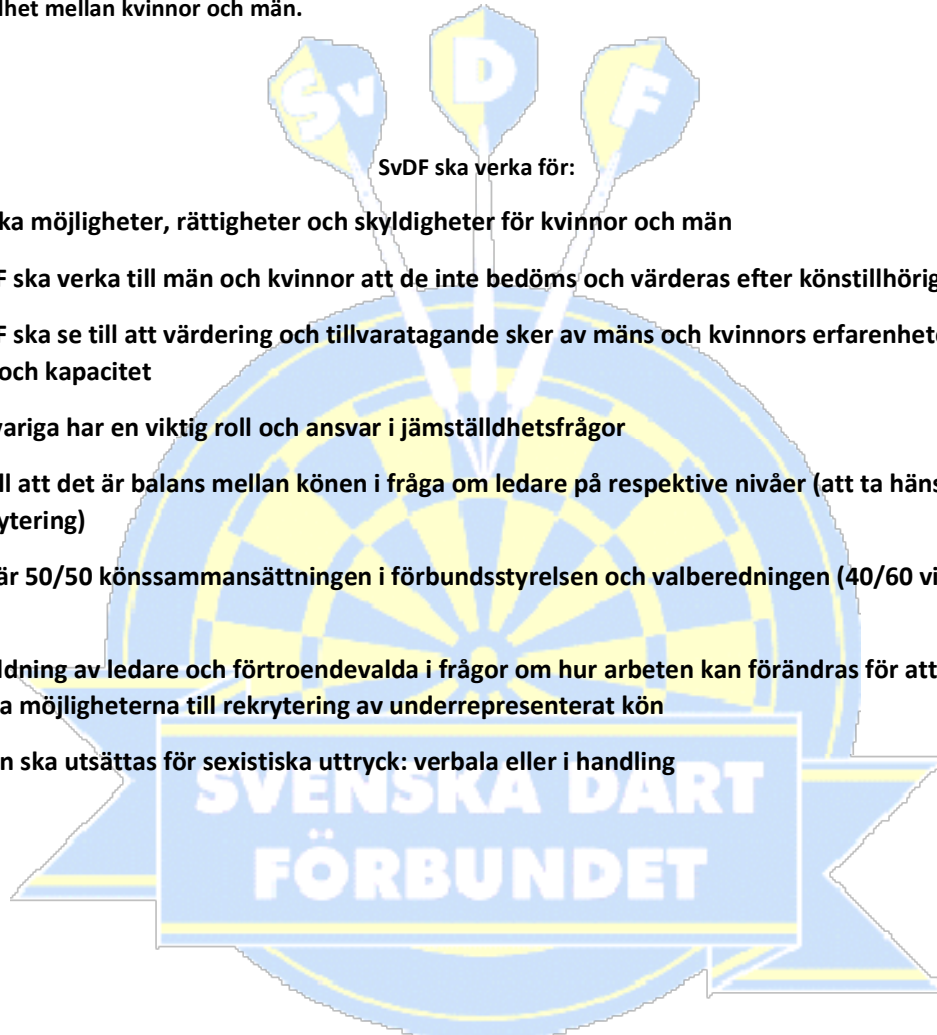 lhet mellan kvinnor och män.
Sv D F
SvDF ska verka för:
ka möjligheter, rättigheter och skyldigheter för kvinnor och män
F ska verka till män och kvinnor att de inte bedöms och värderas efter könstillhörig
F ska se till att värdering och tillvaratagande sker av mäns och kvinnors erfarenhet
och kapacitet
variga har en viktig roll och ansvar i jämställdhetsfrågor
ll att det är balans mellan könen i fråga om ledare på respektive nivåer (att ta häns
ytering)
är 50/50 könssammansättningen i förbundsstyrelsen och valberedningen (40/60 vi
ldning av ledare och förtroendevalda i frågor om hur arbeten kan förändras för att
a möjligheterna till rekrytering av underrepresenterat kön
n ska utsättas för sexistiska uttryck: verbala eller i handling
SVENSKA DART
FÖRBUNDET